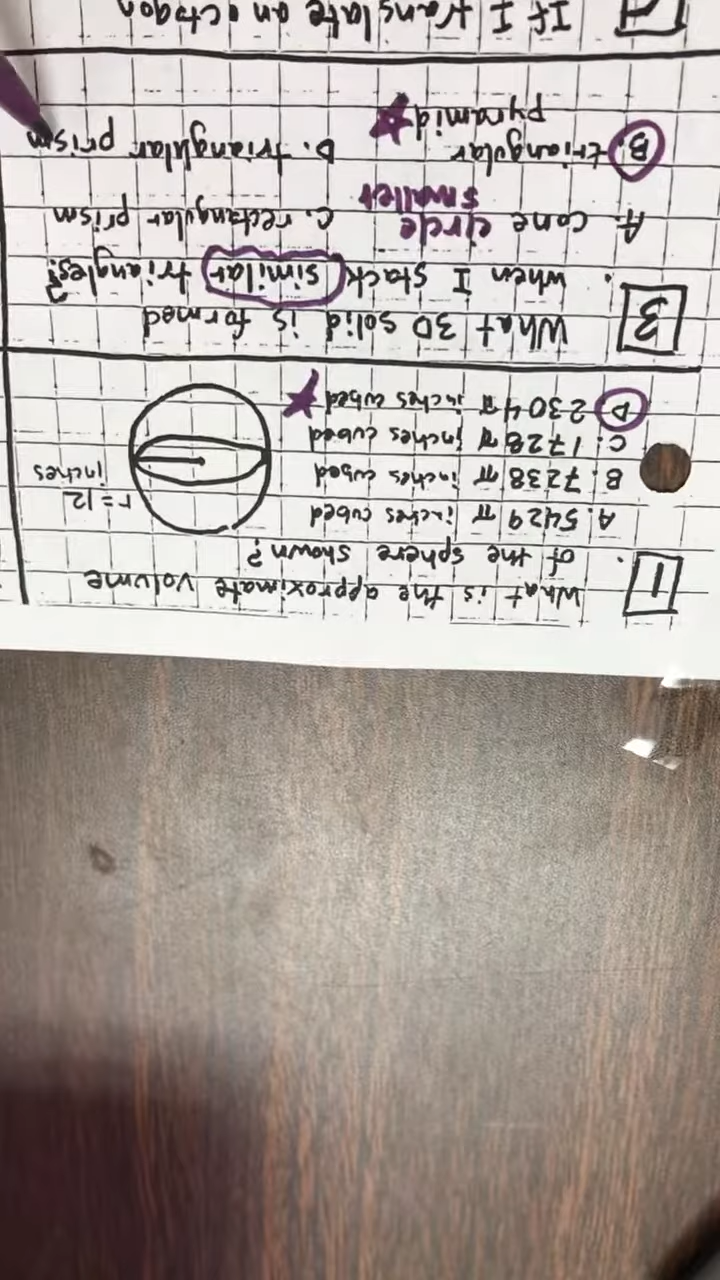 1. What is the approximate volume
of the sphere shown?
A. 5429 π inches cubed
B. 7238 π inches cubed
C. 1728 π inches cubed
D. 2304 π inches cubed
r = 12
inches
3. What 3D solid is formed
when I stack similar triangles?
A. cone
circle
smaller
C. rectangular prism
B. triangular
pyramid
D. triangular prism
If I translate an octagon